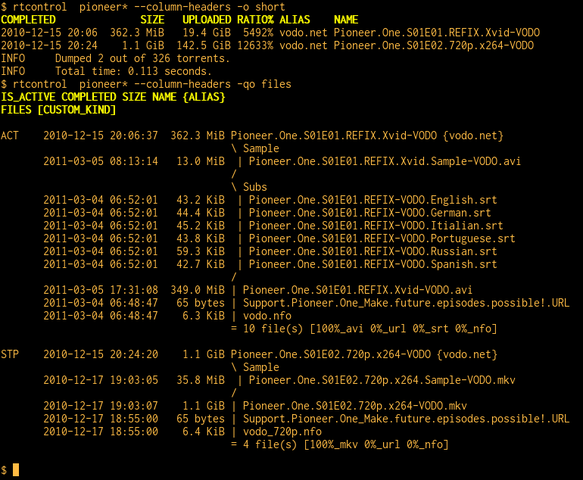 $ rtcontrol  pioneer* --column-headers -o short
COMPLETED            SIZE   UPLOADED RATIO% ALIAS    NAME
2010-12-15 20:06  362.3 MiB  19.4 GiB  5492% vodo.net Pioneer.One.S01E01.REFIX.Xvid-VODO
2010-12-15 20:24    1.1 GiB 142.5 GiB 12633% vodo.net Pioneer.One.S01E02.720p.x264-VODO
INFO     Dumped 2 out of 326 torrents.
INFO     Total time: 0.113 seconds.
$ rtcontrol  pioneer* --column-headers -qo files
IS_ACTIVE COMPLETED SIZE NAME {ALIAS}
FILES [CUSTOM_KIND]
ACT    2010-12-15 20:06:37  362.3 MiB Pioneer.One.S01E01.REFIX.Xvid-VODO {vodo.net}
\ Sample
2011-03-05 08:13:14   13.0 MiB  | Pioneer.One.S01E01.REFIX.Xvid.Sample-VODO.avi
/
\ Subs
2011-03-04 06:52:01   43.2 KiB  | Pioneer.One.S01E01.REFIX-VODO.English.srt
2011-03-04 06:52:01   44.4 KiB  | Pioneer.One.S01E01.REFIX-VODO.German.srt
2011-03-04 06:52:01   45.2 KiB  | Pioneer.One.S01E01.REFIX-VODO.Itialian.srt
2011-03-04 06:52:01   43.8 KiB  | Pioneer.One.S01E01.REFIX-VODO.Portuguese.srt
2011-03-04 06:52:01   59.3 KiB  | Pioneer.One.S01E01.REFIX-VODO.Russian.srt
2011-03-04 06:52:01   42.7 KiB  | Pioneer.One.S01E01.REFIX-VODO.Spanish.srt
/
2011-03-05 17:31:08  349.0 MiB | Pioneer.One.S01E01.REFIX.Xvid-VODO.avi
2011-03-04 06:48:47   65 bytes | Support.Pioneer.One_Make.future.episodes.possible!.URL
2011-03-04 06:48:47    6.3 KiB | vodo.nfo
= 10 file(s) [100%_avi 0%_url 0%_srt 0%_nfo]
STP    2010-12-15 20:24:20    1.1 GiB Pioneer.One.S01E02.720p.x264-VODO {vodo.net}
\ Sample
2010-12-17 19:03:05   35.8 MiB  | Pioneer.One.S01E02.720p.x264.Sample-VODO.mkv
/
2010-12-17 19:03:07    1.1 GiB | Pioneer.One.S01E02.720p.x264-VODO.mkv
2010-12-17 18:55:00   65 bytes | Support.Pioneer.One_Make.future.episodes.possible!.URL
2010-12-17 18:55:00    6.4 KiB | vodo_720p.nfo
= 4 file(s) [100%_mkv 0%_url 0%_nfo]
$